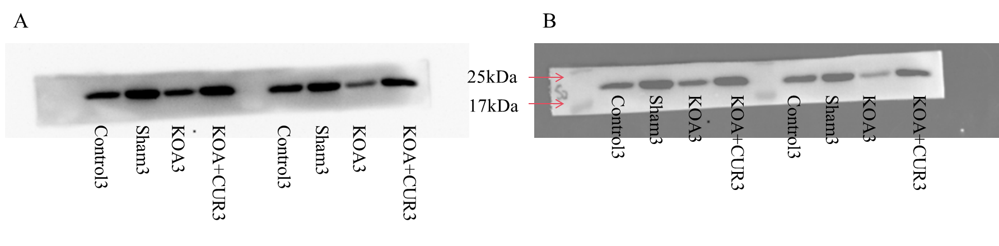 A
B
25kDa
17kDa
Control3
Sham3
KOA3
KOA+CUR3
Control3
Sham3
KOA3
KOA+CUR3
Control3
Sham3
KOA3
KOA+CUR3
Control3
Sham3
KOA3
KOA+CUR3